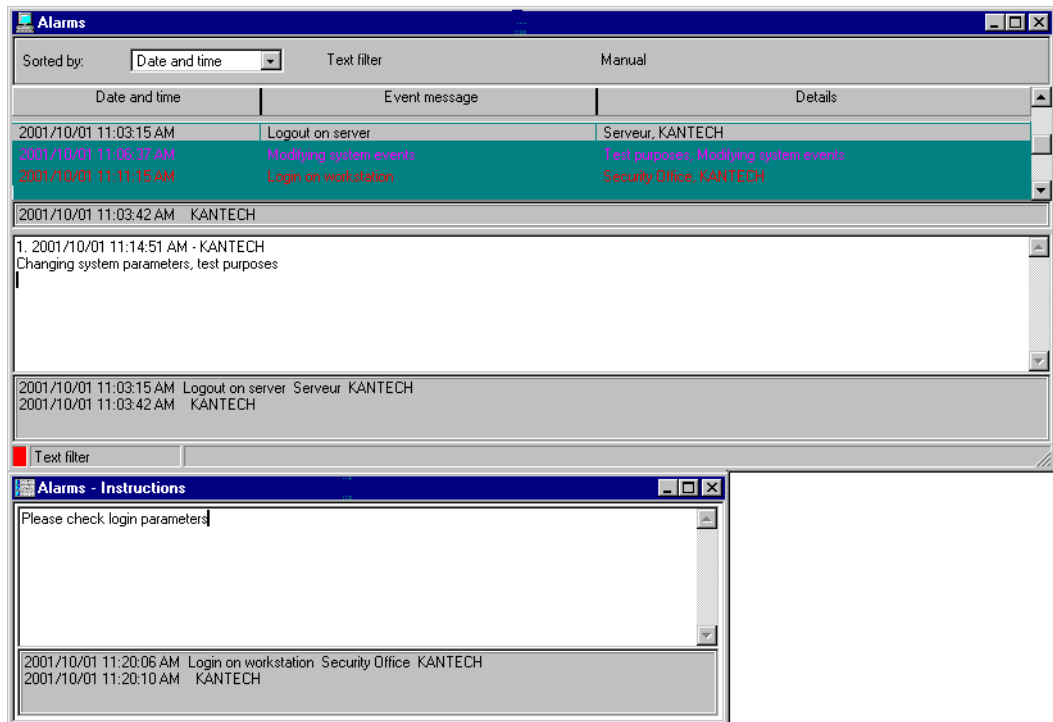 Alarms
Sorted by: Date and time Text filter Manual
Date and time Event message Details
2001/10/01 11:03:15 AM Logout on server Serveur, KANTECH
2001/10/01 11:06:37 AM Modifying system events Test purposes, Modifying system events
2001/10/01 11:11:15 AM Login on workstation Security Office, KANTECH
2001/10/01 11:03:42 AM KANTECH
1. 2001/10/01 11:14:51 AM - KANTECH
Changing system parameters, test purposes
2001/10/01 11:03:15 AM Logout on server Serveur KANTECH
2001/10/01 11:03:42 AM KANTECH
Text filter
Alarms - Instructions
Please check login parameters
2001/10/01 11:20:06 AM Login on workstation Security Office KANTECH
2001/10/01 11:20:10 AM KANTECH